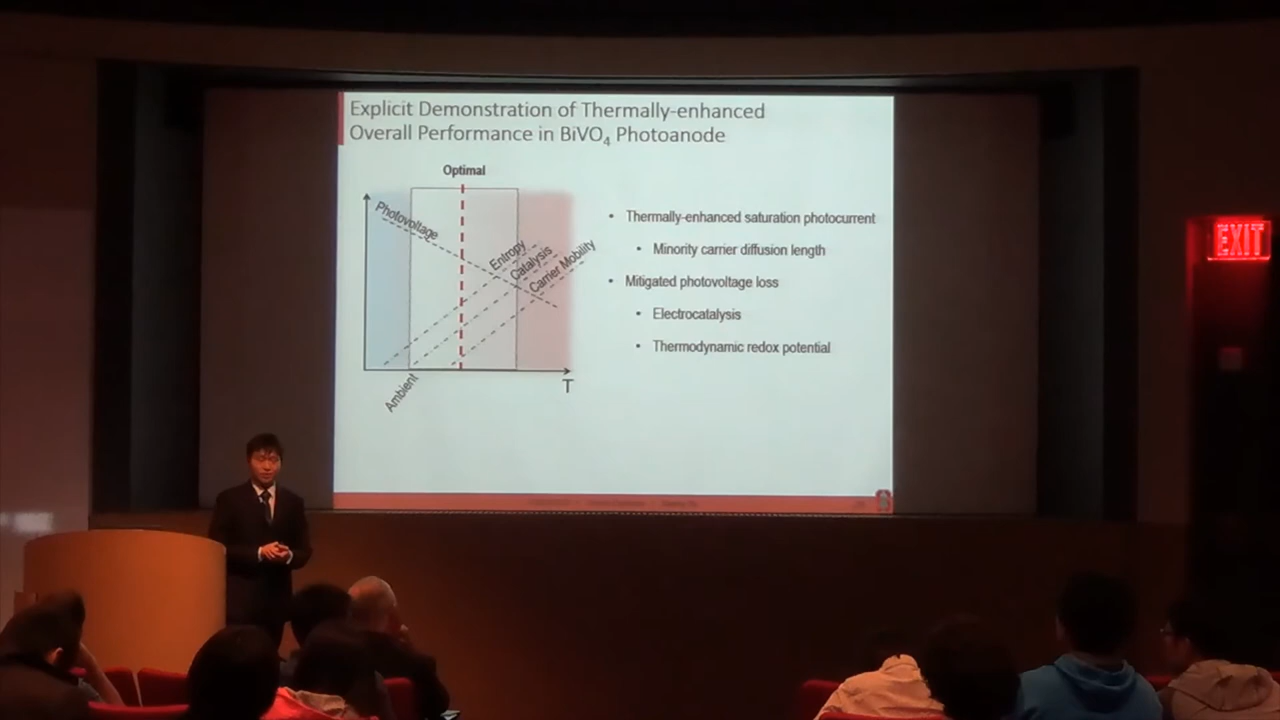 Explicit Demonstration of Thermally-enhanced
Overall Performance in BiVO₄ Photoanode
Optimal
Photovoltage
Entropy
Catalysis
Carrier Mobility
Ambient
T
• Thermally-enhanced saturation photocurrent
• Minority carrier diffusion length
• Mitigated photovoltage loss
• Electrocatalysis
• Thermodynamic redox potential
EXIT